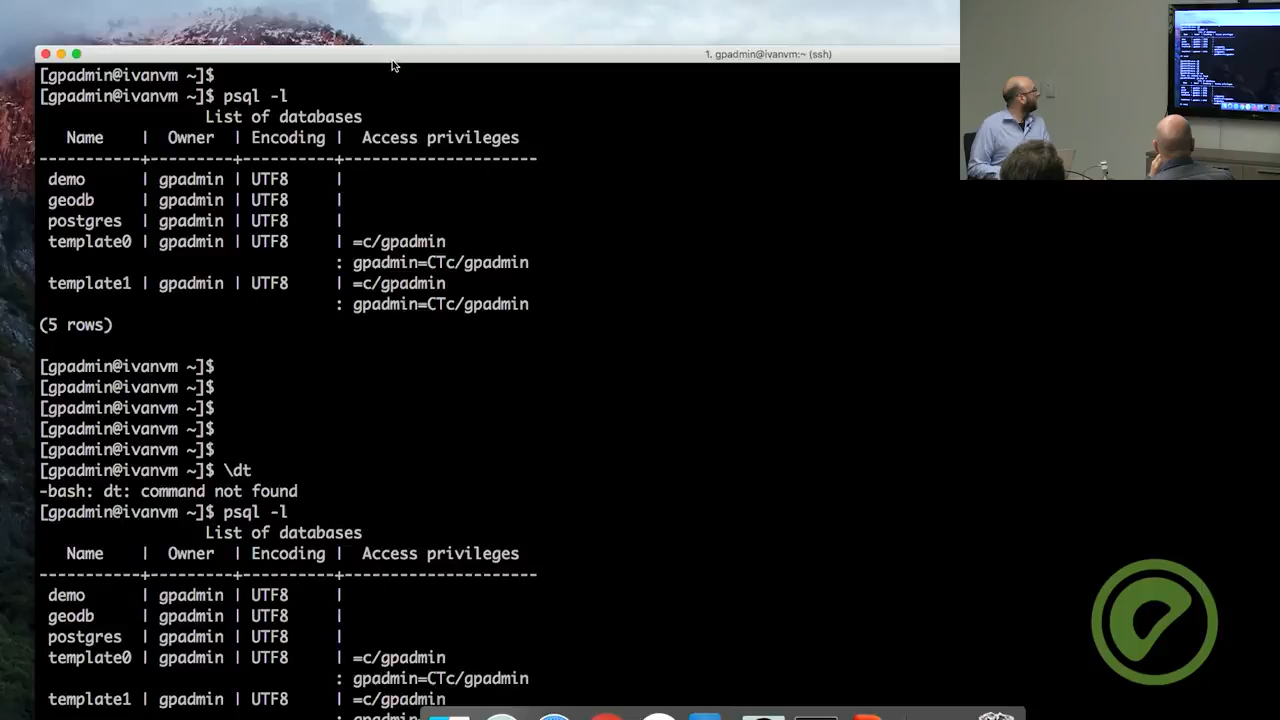 1. gpadmin@ivanvm:~ (ssh)
[gpadmin@ivanvm ~]$
[gpadmin@ivanvm ~]$ psql -l
List of databases
Name | Owner | Encoding | Access privileges
-----------+---------+----------+---------------------
demo | gpadmin | UTF8 |
geodb | gpadmin | UTF8 |
postgres | gpadmin | UTF8 |
template0 | gpadmin | UTF8 | =c/gpadmin
: gpadmin=CTc/gpadmin
template1 | gpadmin | UTF8 | =c/gpadmin
: gpadmin=CTc/gpadmin
(5 rows)
[gpadmin@ivanvm ~]$
[gpadmin@ivanvm ~]$
[gpadmin@ivanvm ~]$
[gpadmin@ivanvm ~]$
[gpadmin@ivanvm ~]$
[gpadmin@ivanvm ~]$ \dt
-bash: dt: command not found
[gpadmin@ivanvm ~]$ psql -l
List of databases
Name | Owner | Encoding | Access privileges
-----------+---------+----------+---------------------
demo | gpadmin | UTF8 |
geodb | gpadmin | UTF8 |
postgres | gpadmin | UTF8 |
template0 | gpadmin | UTF8 | =c/gpadmin
: gpadmin=CTc/gpadmin
template1 | gpadmin | UTF8 | =c/gpadmin